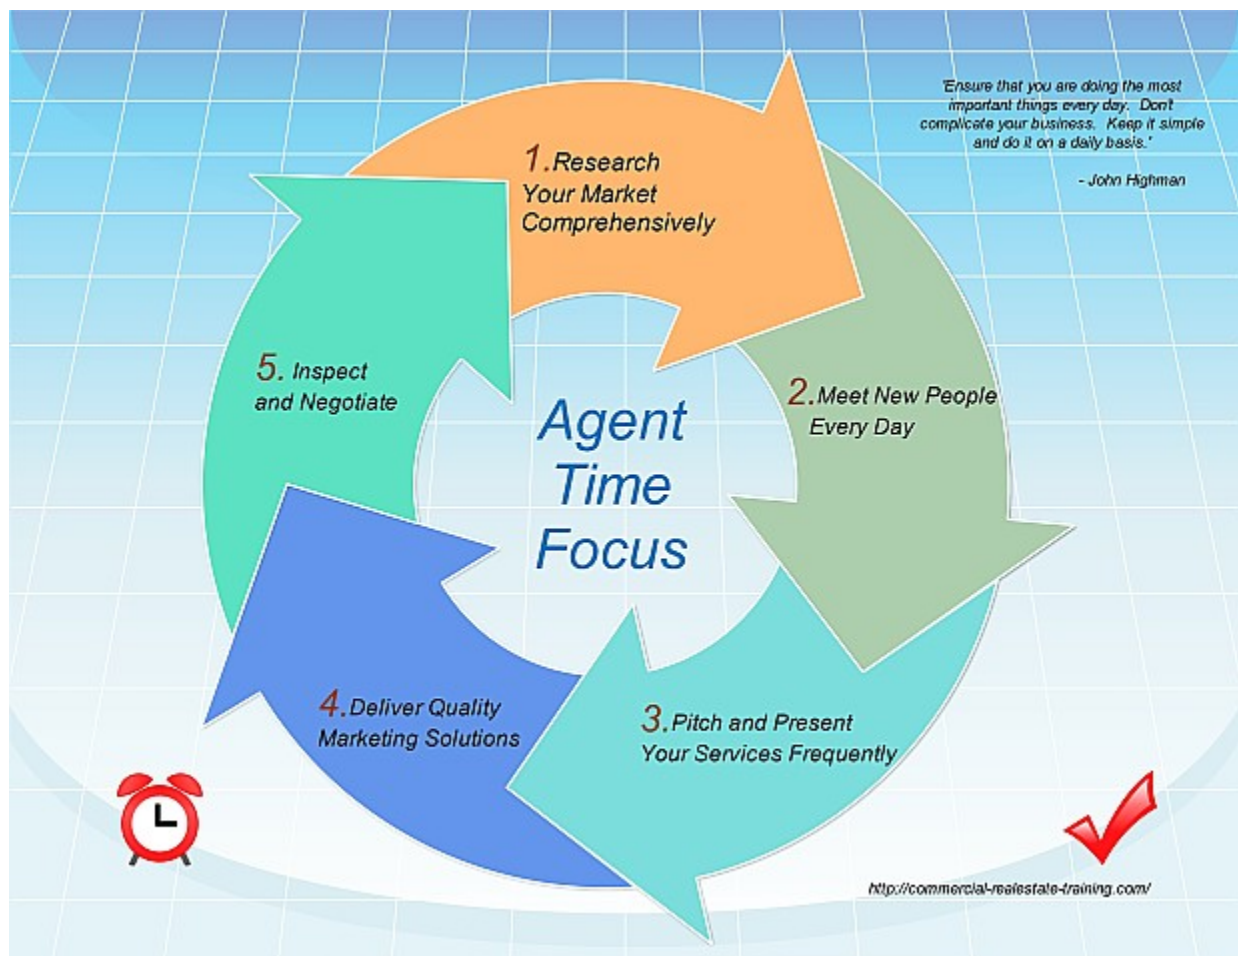 'Ensure that you are doing the most
important things every day. Don't
complicate your business. Keep it simple
and do it on a daily basis.'
- John Highman
1.Research
Your Market
Comprehensively
2.Meet New People
Every Day
3.Pitch and Present
Your Services Frequently
4.Deliver Quality
Marketing Solutions
5. Inspect
and Negotiate
Agent
Time
Focus
http://commercial-realestate-training.com/